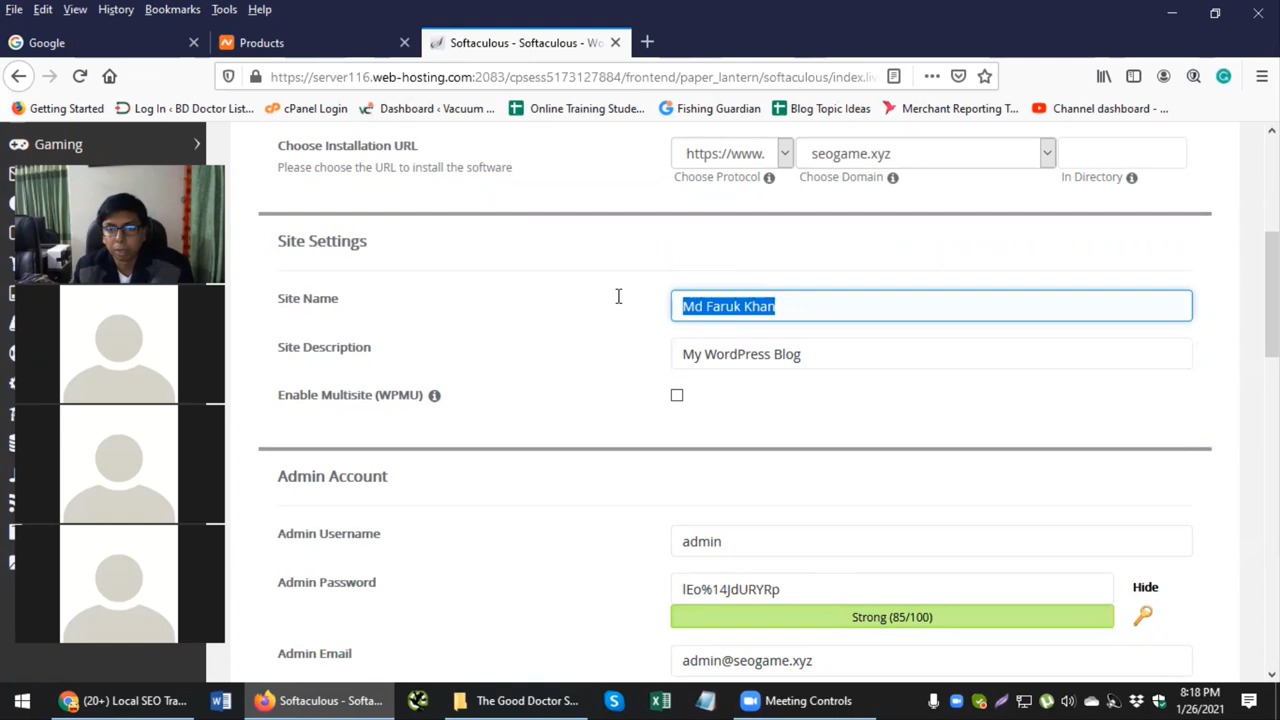 File Edit View History Bookmarks Tools Help
Google
Products
Softaculous - Softaculous - Wo
https://server116.web-hosting.com:2083/cpsess5173127884/frontend/paper_lantern/softaculous/index.liv
Getting Started
Log In ‹ BD Doctor List...
cPanel Login
Dashboard ‹ Vacuum ...
Online Training Stude...
Fishing Guardian
Blog Topic Ideas
Merchant Reporting T...
Channel dashboard - ...
Gaming
Choose Installation URL
Please choose the URL to install the software
https://www.
seogame.xyz
Choose Protocol
Choose Domain
In Directory
Site Settings
Site Name
Md Faruk Khan
Site Description
My WordPress Blog
Enable Multisite (WPMU)
Admin Account
Admin Username
admin
Admin Password
lEo%14JdURYRp
Hide
Strong (85/100)
Admin Email
admin@seogame.xyz
(20+) Local SEO Tra...
Softaculous - Softa...
The Good Doctor S...
Meeting Controls
8:18 PM
1/26/2021